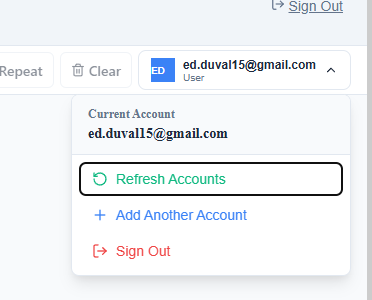 Sign Out
Repeat
Clear
ED
ed.duval15@gmail.com
User
Current Account
ed.duval15@gmail.com
Refresh Accounts
Add Another Account
Sign Out